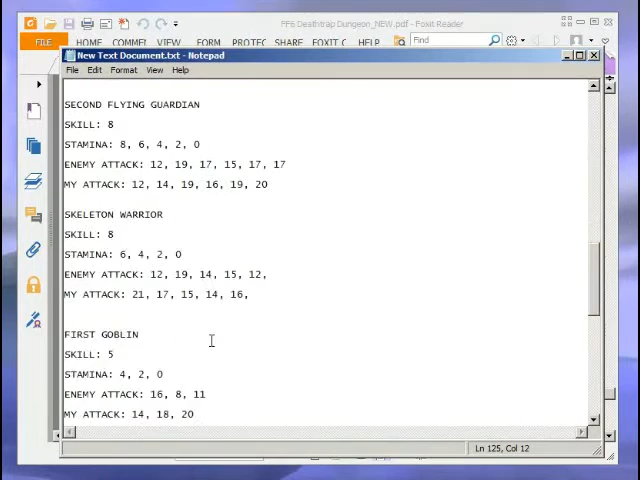 FF6 Deathtrap Dungeon_NEW.pdf - Foxit Reader
FILE HOME COMMEI VIEW FORM PROTEC SHARE FOXIT C HELP Find
New Text Document.txt - Notepad
File Edit Format View Help
SECOND FLYING GUARDIAN
SKILL: 8
STAMINA: 8, 6, 4, 2, 0
ENEMY ATTACK: 12, 19, 17, 15, 17, 17
MY ATTACK: 12, 14, 19, 16, 19, 20
SKELETON WARRIOR
SKILL: 8
STAMINA: 6, 4, 2, 0
ENEMY ATTACK: 12, 19, 14, 15, 12,
MY ATTACK: 21, 17, 15, 14, 16,
FIRST GOBLIN
SKILL: 5
STAMINA: 4, 2, 0
ENEMY ATTACK: 16, 8, 11
MY ATTACK: 14, 18, 20
Ln 125, Col 12